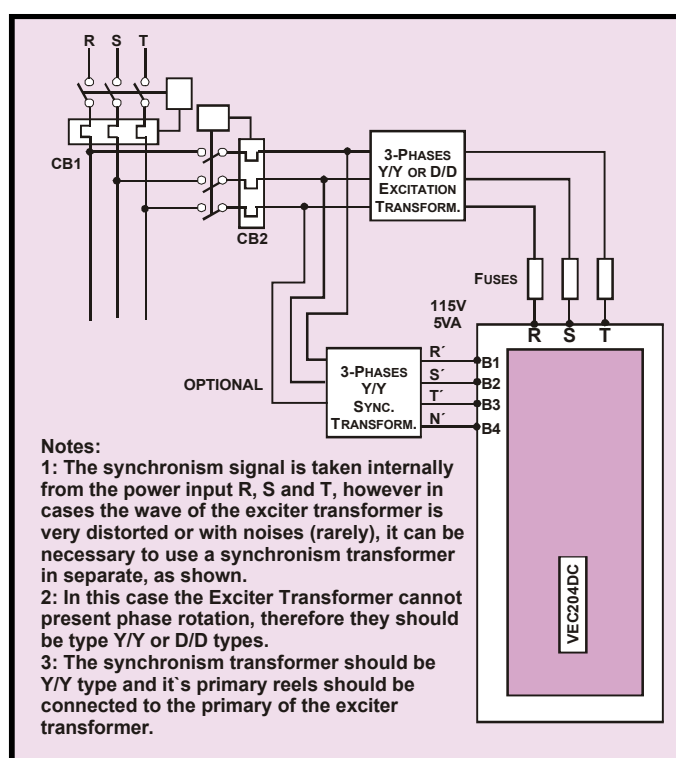 R S T
CB1
CB2
3-PHASES
Y/Y OR D/D
EXCITATION
TRANSFORM.
FUSES
115V
5VA
R S T
OPTIONAL
3-PHASES
Y/Y
SYNC.
TRANSFORM.
R´
S´
T´
N´
B1
B2
B3
B4
VEC204DC
Notes:
1: The synchronism signal is taken internally
from the power input R, S and T, however in
cases the wave of the exciter transformer is
very distorted or with noises (rarely), it can be
necessary to use a synchronism transformer
in separate, as shown.
2: In this case the Exciter Transformer cannot
present phase rotation, therefore they should
be type Y/Y or D/D types.
3: The synchronism transformer should be
Y/Y type and it`s primary reels should be
connected to the primary of the exciter
transformer.